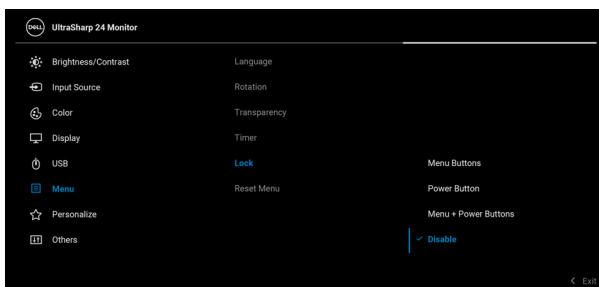 DELL UltraSharp 24 Monitor
Brightness/Contrast
Language
Input Source
Rotation
Color
Transparency
Display
Timer
USB
Lock
Menu Buttons
Menu
Reset Menu
Power Button
Personalize
Menu + Power Buttons
Others
Disable
Exit